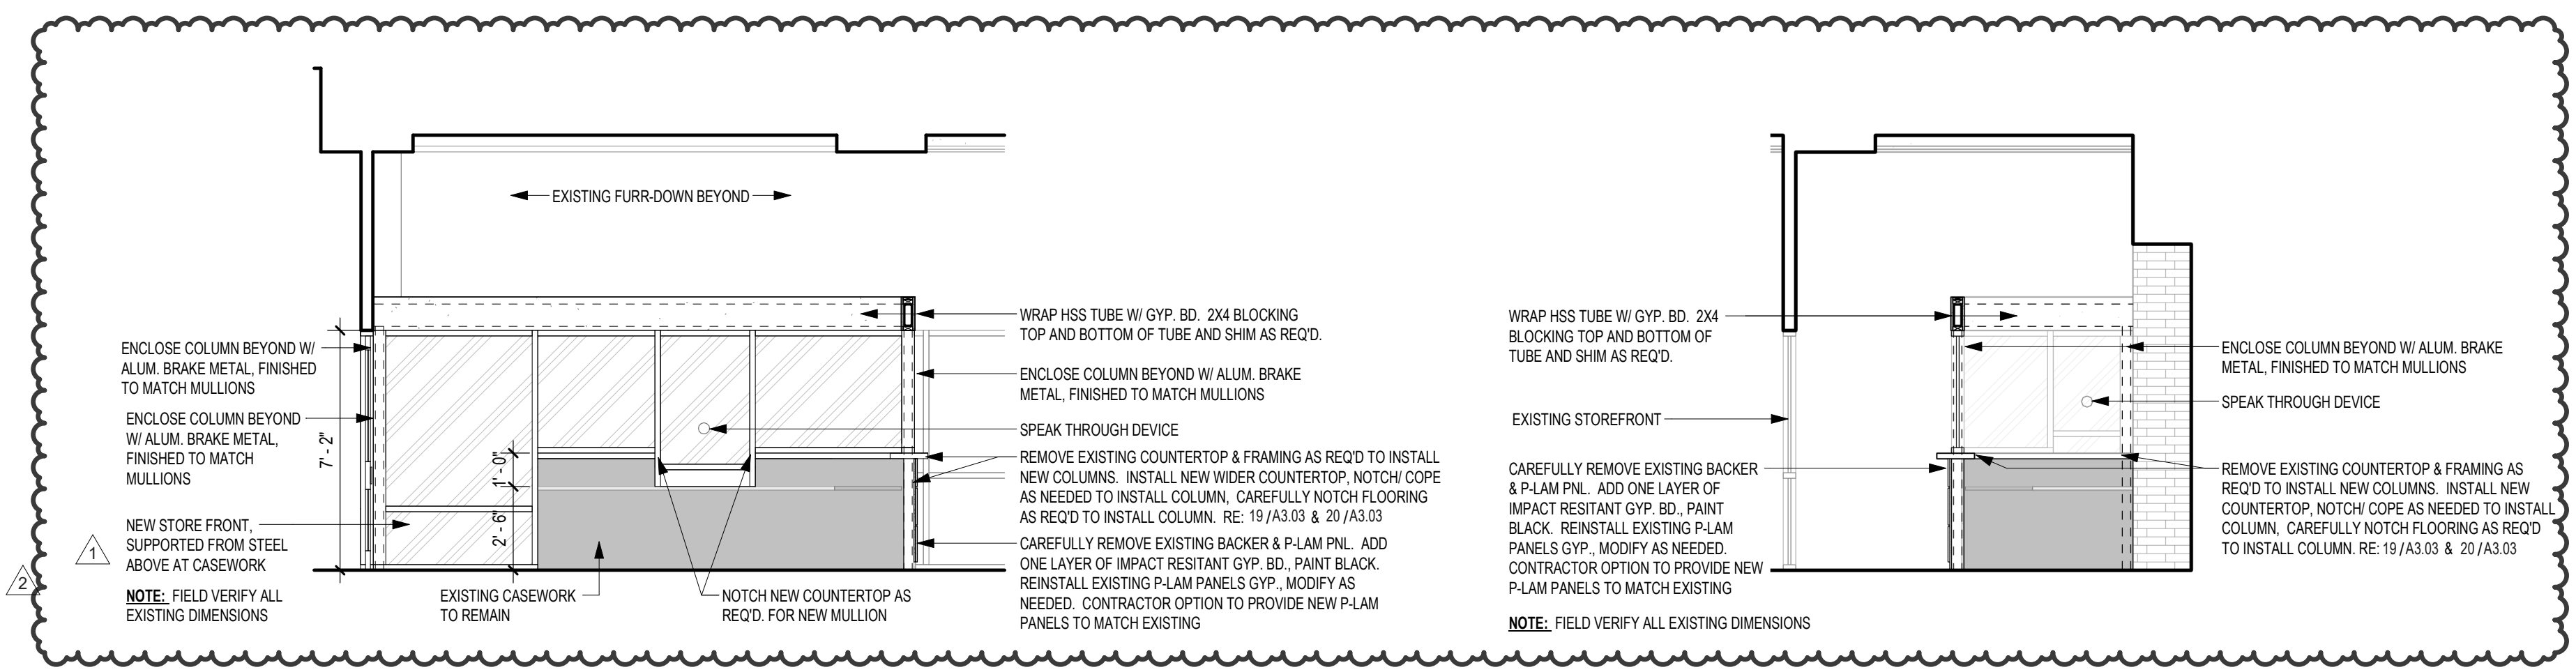 EXISTING FURR-DOWN BEYOND
ENCLOSE COLUMN BEYOND W/
ALUM. BRAKE METAL, FINISHED
TO MATCH MULLIONS
ENCLOSE COLUMN BEYOND
W/ ALUM. BRAKE METAL,
FINISHED TO MATCH
MULLIONS
NEW STORE FRONT,
SUPPORTED FROM STEEL
ABOVE AT CASEWORK
1
2
NOTE: FIELD VERIFY ALL
EXISTING DIMENSIONS
7' - 2"
1' - 0"
2' - 6"
EXISTING CASEWORK
TO REMAIN
NOTCH NEW COUNTERTOP AS
REQ'D. FOR NEW MULLION
WRAP HSS TUBE W/ GYP. BD. 2X4 BLOCKING
TOP AND BOTTOM OF TUBE AND SHIM AS REQ'D.
ENCLOSE COLUMN BEYOND W/ ALUM. BRAKE
METAL, FINISHED TO MATCH MULLIONS
SPEAK THROUGH DEVICE
REMOVE EXISTING COUNTERTOP & FRAMING AS REQ'D TO INSTALL
NEW COLUMNS. INSTALL NEW WIDER COUNTERTOP, NOTCH/ COPE
AS NEEDED TO INSTALL COLUMN, CAREFULLY NOTCH FLOORING
AS REQ'D TO INSTALL COLUMN. RE: 19 /A3.03 & 20 /A3.03
CAREFULLY REMOVE EXISTING BACKER & P-LAM PNL. ADD
ONE LAYER OF IMPACT RESITANT GYP. BD., PAINT BLACK.
REINSTALL EXISTING P-LAM PANELS GYP., MODIFY AS
NEEDED. CONTRACTOR OPTION TO PROVIDE NEW P-LAM
PANELS TO MATCH EXISTING
WRAP HSS TUBE W/ GYP. BD. 2X4
BLOCKING TOP AND BOTTOM OF
TUBE AND SHIM AS REQ'D.
EXISTING STOREFRONT
CAREFULLY REMOVE EXISTING BACKER
& P-LAM PNL. ADD ONE LAYER OF
IMPACT RESITANT GYP. BD., PAINT
BLACK. REINSTALL EXISTING P-LAM
PANELS GYP., MODIFY AS NEEDED.
CONTRACTOR OPTION TO PROVIDE NEW
P-LAM PANELS TO MATCH EXISTING
NOTE: FIELD VERIFY ALL EXISTING DIMENSIONS
ENCLOSE COLUMN BEYOND W/ ALUM. BRAKE
METAL, FINISHED TO MATCH MULLIONS
SPEAK THROUGH DEVICE
REMOVE EXISTING COUNTERTOP & FRAMING AS
REQ'D TO INSTALL NEW COLUMNS. INSTALL NEW
COUNTERTOP, NOTCH/ COPE AS NEEDED TO INSTALL
COLUMN, CAREFULLY NOTCH FLOORING AS REQ'D
TO INSTALL COLUMN. RE: 19 /A3.03 & 20 /A3.03